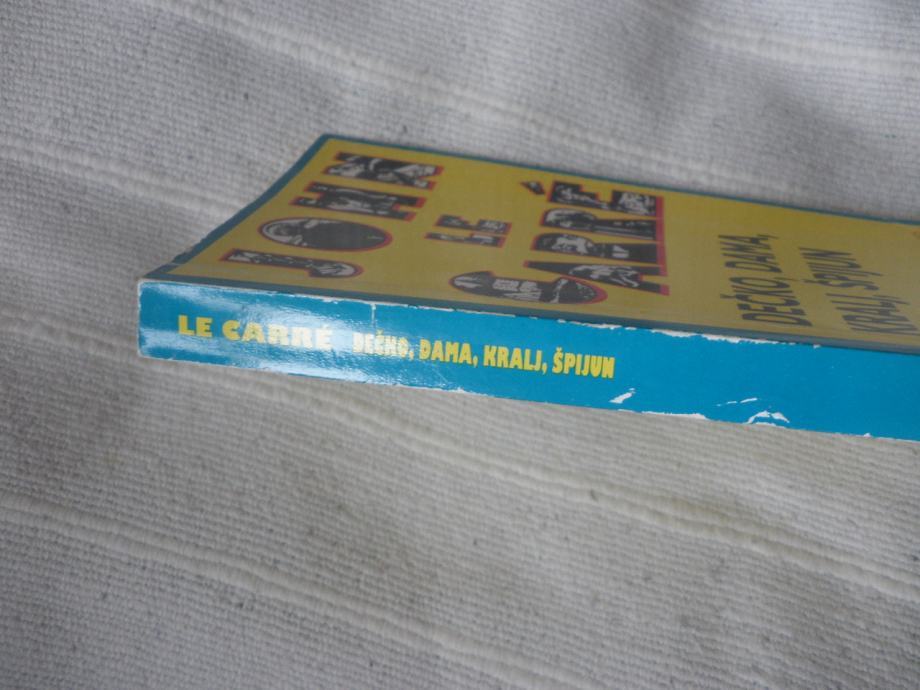 JOHN
LE
CARRÉ
DEČKO, DAMA,
KRALJ, ŠPIJUN
LE CARRÉ DEČKO, DAMA, KRALJ, ŠPIJUN